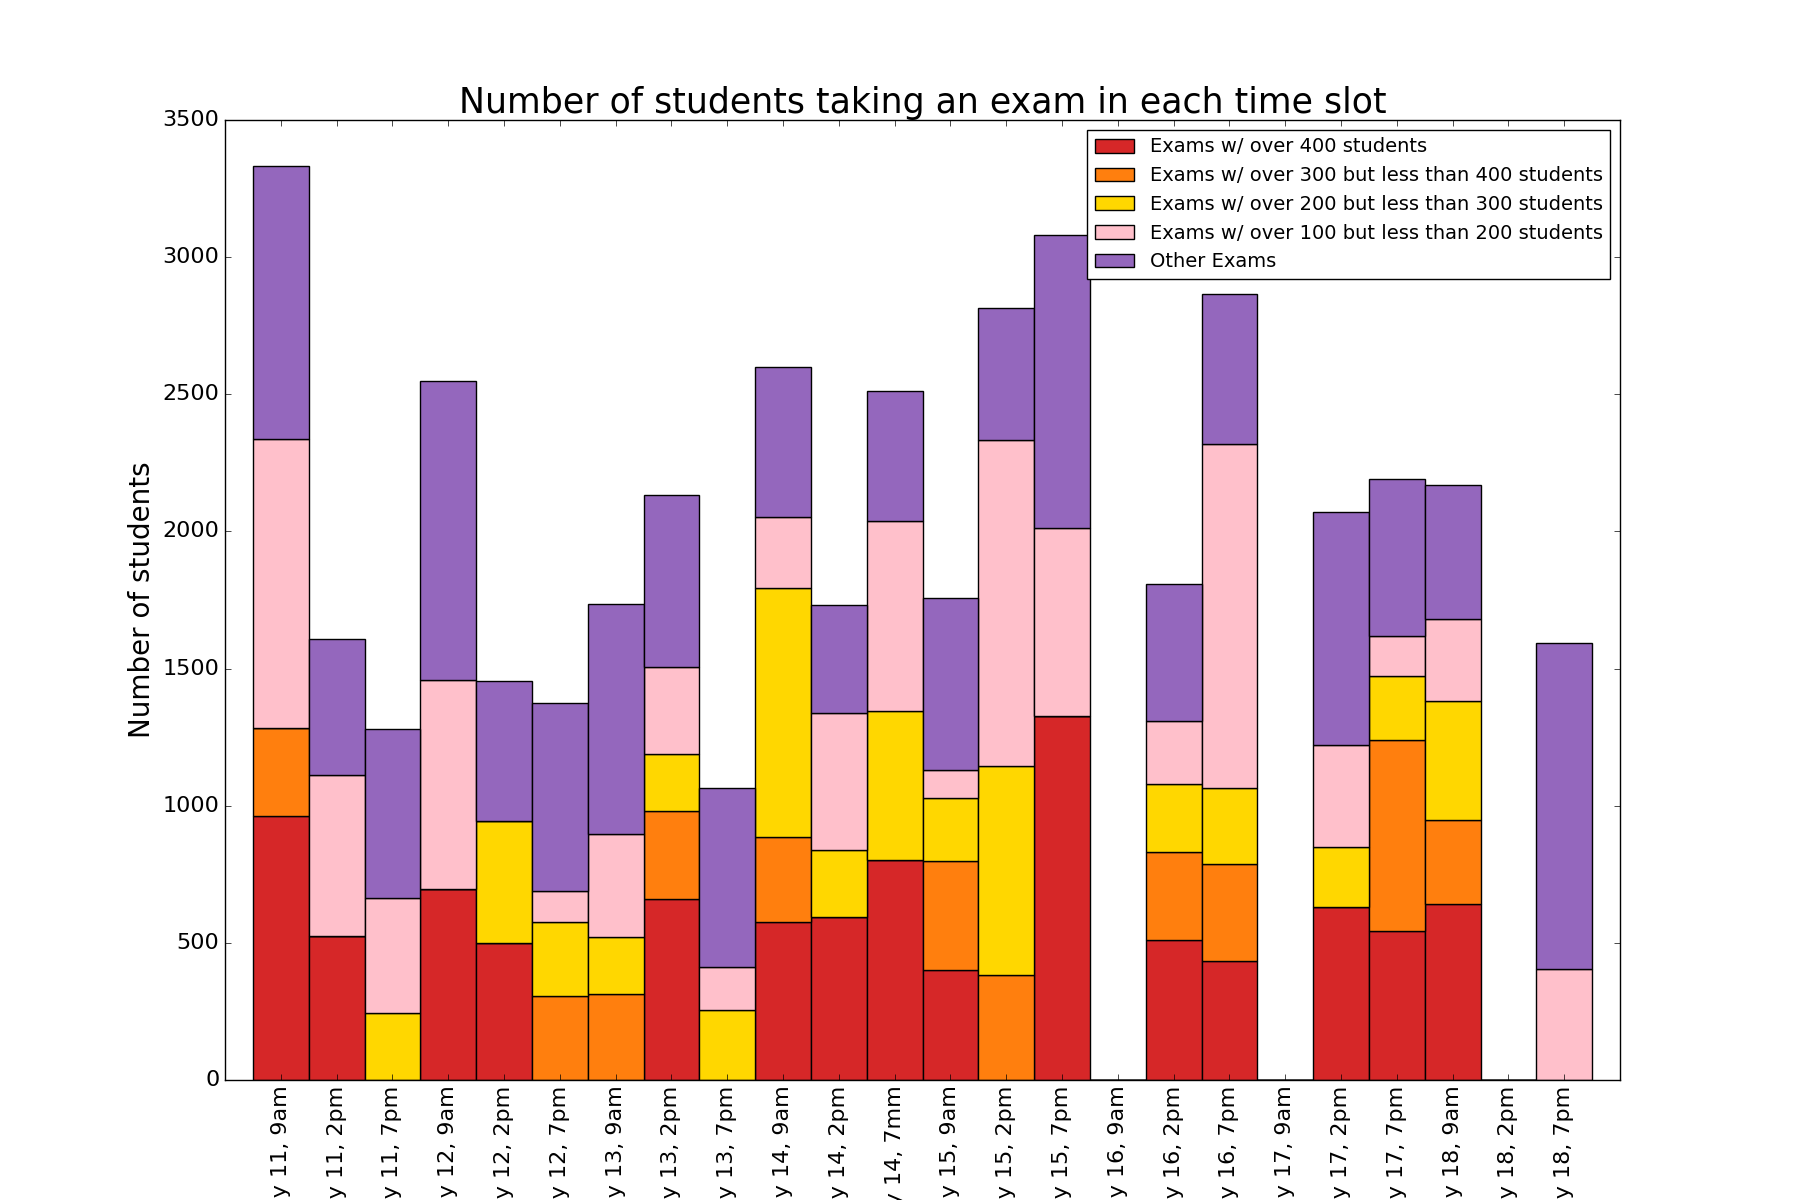 Number of students taking an exam in each time slot
Number of students
3500
3000
2500
2000
1500
1000
500
0
Exams w/ over 400 students
Exams w/ over 300 but less than 400 students
Exams w/ over 200 but less than 300 students
Exams w/ over 100 but less than 200 students
Other Exams
y 11, 9am
y 11, 2pm
y 11, 7pm
y 12, 9am
y 12, 2pm
y 12, 7pm
y 13, 9am
y 13, 2pm
y 13, 7pm
y 14, 9am
y 14, 2pm
y 14, 7mm
y 15, 9am
y 15, 2pm
y 15, 7pm
y 16, 9am
y 16, 2pm
y 16, 7pm
y 17, 9am
y 17, 2pm
y 17, 7pm
y 18, 9am
y 18, 2pm
y 18, 7pm